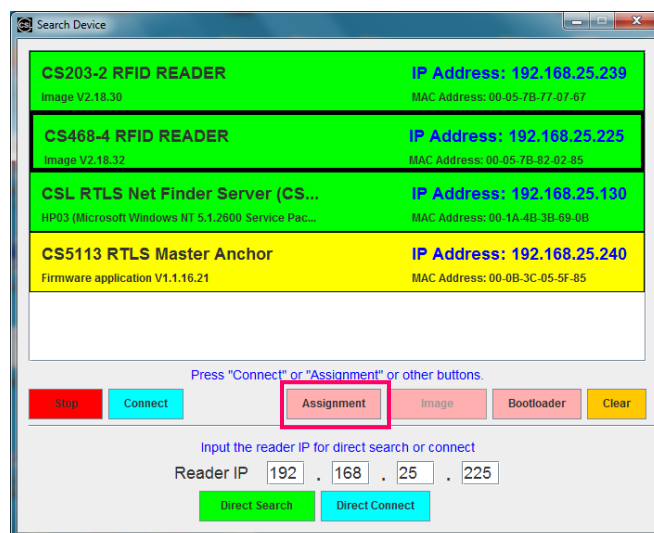 CS Search Device
CS203-2 RFID READER IP Address: 192.168.25.239
Image V2.18.30 MAC Address: 00-05-7B-77-07-67
CS468-4 RFID READER IP Address: 192.168.25.225
Image V2.18.32 MAC Address: 00-05-7B-82-02-85
CSL RTLS Net Finder Server (CS... IP Address: 192.168.25.130
HP03 (Microsoft Windows NT 5.1.2600 Service Pac... MAC Address: 00-1A-4B-3B-69-0B
CS5113 RTLS Master Anchor IP Address: 192.168.25.240
Firmware application V1.1.16.21 MAC Address: 00-0B-3C-05-5F-85
Press "Connect" or "Assignment" or other buttons.
Stop Connect Assignment Image Bootloader Clear
Input the reader IP for direct search or connect
Reader IP 192 . 168 . 25 . 225
Direct Search Direct Connect